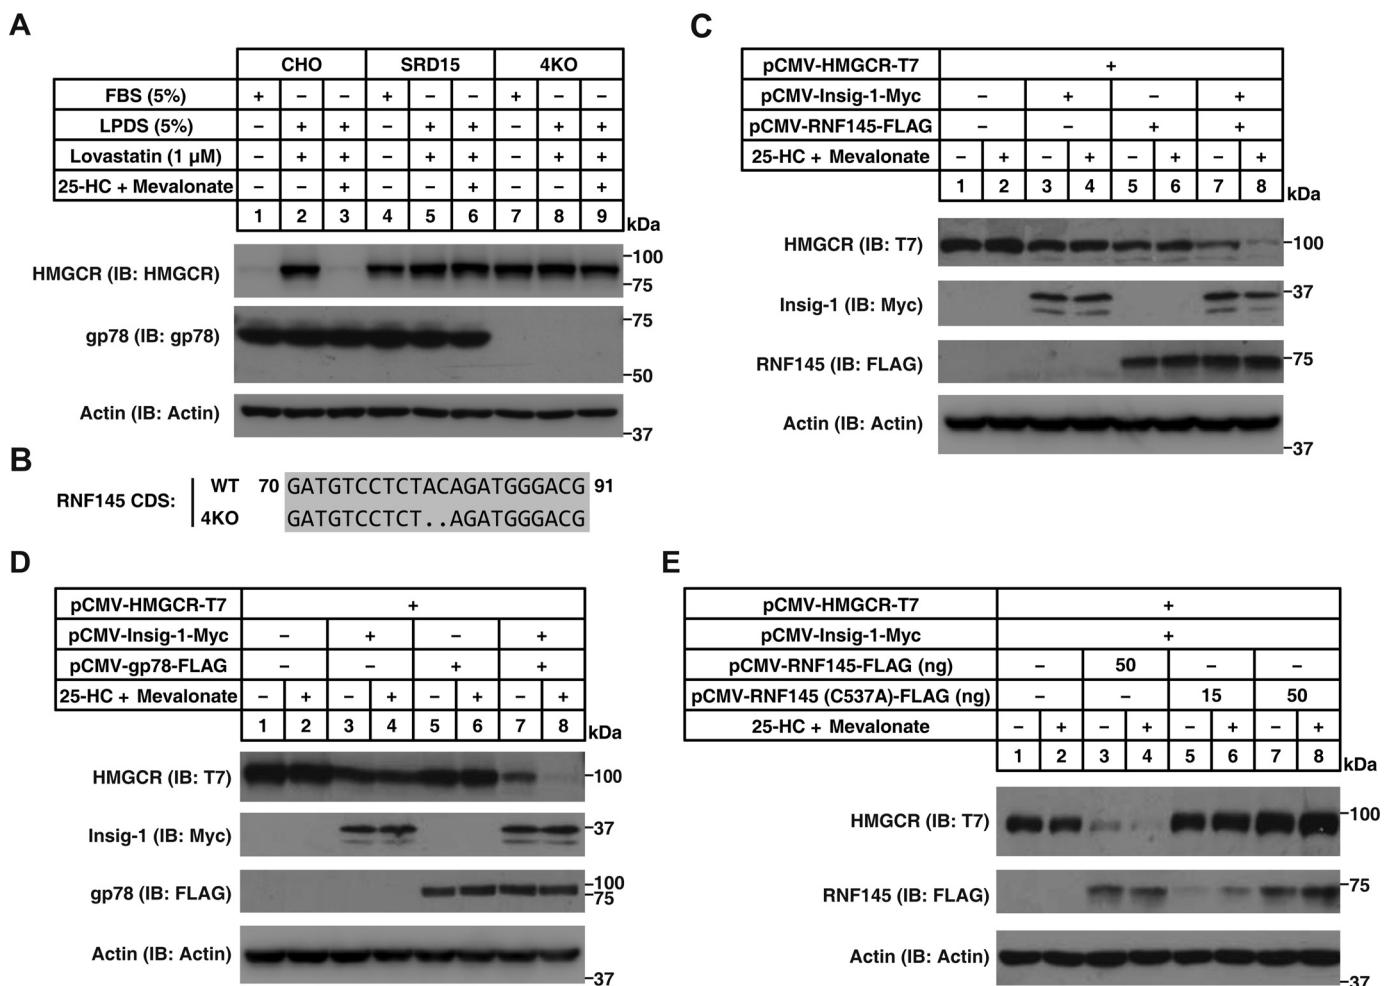 A
CHO SRD15 4KO
FBS (5%) + – – + – – + – –
LPDS (5%) – + + – + + – + +
Lovastatin (1 µM) – + + – + + – + +
25-HC + Mevalonate – – + – – + – – +
1 2 3 4 5 6 7 8 9
kDa
HMGCR (IB: HMGCR)
100
75
gp78 (IB: gp78)
75
50
Actin (IB: Actin)
37
B
RNF145 CDS:
WT 70 GATGTCCTCTACAGATGGGACG 91
4KO GATGTCCTCT..AGATGGGACG
C
pCMV-HMGCR-T7 +
pCMV-Insig-1-Myc – + – +
pCMV-RNF145-FLAG – – + +
25-HC + Mevalonate – + – + – + – +
1 2 3 4 5 6 7 8
kDa
HMGCR (IB: T7) 100
Insig-1 (IB: Myc) 37
RNF145 (IB: FLAG) 75
Actin (IB: Actin)
37
D
pCMV-HMGCR-T7 +
pCMV-Insig-1-Myc – + – +
pCMV-gp78-FLAG – – + +
25-HC + Mevalonate – + – + – + – +
1 2 3 4 5 6 7 8
kDa
HMGCR (IB: T7) 100
Insig-1 (IB: Myc) 37
gp78 (IB: FLAG) 100
75
Actin (IB: Actin)
37
E
pCMV-HMGCR-T7 +
pCMV-Insig-1-Myc +
pCMV-RNF145-FLAG (ng) – 50 – –
pCMV-RNF145 (C537A)-FLAG (ng) – – 15 50
25-HC + Mevalonate – + – + – + – +
1 2 3 4 5 6 7 8
kDa
HMGCR (IB: T7) 100
RNF145 (IB: FLAG) 75
Actin (IB: Actin)
37